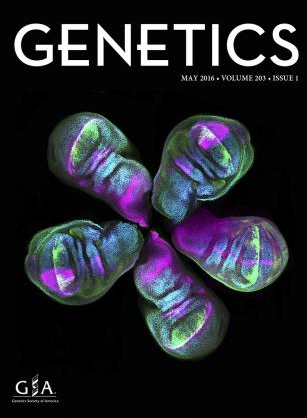 GENETICS
MAY 2016 • VOLUME 203 • ISSUE 1
GSA
Genetics Society of America